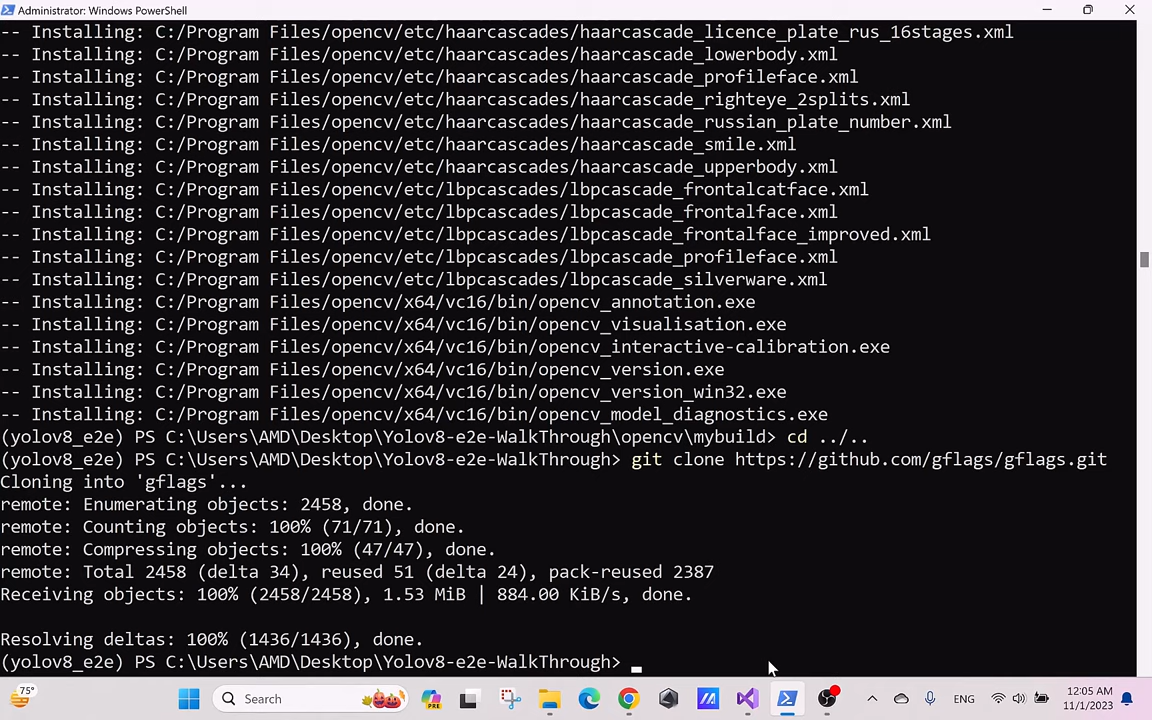 Administrator: Windows PowerShell
-- Installing: C:/Program Files/opencv/etc/haarcascades/haarcascade_licence_plate_rus_16stages.xml
-- Installing: C:/Program Files/opencv/etc/haarcascades/haarcascade_lowerbody.xml
-- Installing: C:/Program Files/opencv/etc/haarcascades/haarcascade_profileface.xml
-- Installing: C:/Program Files/opencv/etc/haarcascades/haarcascade_righteye_2splits.xml
-- Installing: C:/Program Files/opencv/etc/haarcascades/haarcascade_russian_plate_number.xml
-- Installing: C:/Program Files/opencv/etc/haarcascades/haarcascade_smile.xml
-- Installing: C:/Program Files/opencv/etc/haarcascades/haarcascade_upperbody.xml
-- Installing: C:/Program Files/opencv/etc/lbpcascades/lbpcascade_frontalcatface.xml
-- Installing: C:/Program Files/opencv/etc/lbpcascades/lbpcascade_frontalface.xml
-- Installing: C:/Program Files/opencv/etc/lbpcascades/lbpcascade_frontalface_improved.xml
-- Installing: C:/Program Files/opencv/etc/lbpcascades/lbpcascade_profileface.xml
-- Installing: C:/Program Files/opencv/etc/lbpcascades/lbpcascade_silverware.xml
-- Installing: C:/Program Files/opencv/x64/vc16/bin/opencv_annotation.exe
-- Installing: C:/Program Files/opencv/x64/vc16/bin/opencv_visualisation.exe
-- Installing: C:/Program Files/opencv/x64/vc16/bin/opencv_interactive-calibration.exe
-- Installing: C:/Program Files/opencv/x64/vc16/bin/opencv_version.exe
-- Installing: C:/Program Files/opencv/x64/vc16/bin/opencv_version_win32.exe
-- Installing: C:/Program Files/opencv/x64/vc16/bin/opencv_model_diagnostics.exe
(yolov8_e2e) PS C:\Users\AMD\Desktop\Yolov8-e2e-WalkThrough\opencv\mybuild> cd ../..
(yolov8_e2e) PS C:\Users\AMD\Desktop\Yolov8-e2e-WalkThrough> git clone https://github.com/gflags/gflags.git
Cloning into 'gflags'...
remote: Enumerating objects: 2458, done.
remote: Counting objects: 100% (71/71), done.
remote: Compressing objects: 100% (47/47), done.
remote: Total 2458 (delta 34), reused 51 (delta 24), pack-reused 2387
Receiving objects: 100% (2458/2458), 1.53 MiB | 884.00 KiB/s, done.
Resolving deltas: 100% (1436/1436), done.
(yolov8_e2e) PS C:\Users\AMD\Desktop\Yolov8-e2e-WalkThrough>
75°
Search
ENG
12:05 AM
11/1/2023